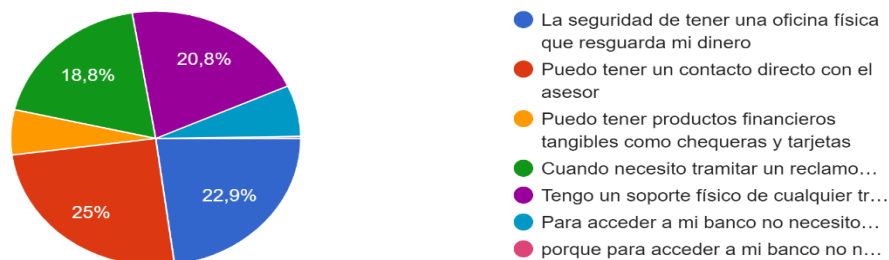 20,8%
18,8%
22,9%
25%
La seguridad de tener una oficina física
que resguarda mi dinero
Puedo tener un contacto directo con el
asesor
Puedo tener productos financieros
tangibles como chequeras y tarjetas
Cuando necesito tramitar un reclamo…
Tengo un soporte físico de cualquier tr…
Para acceder a mi banco no necesito…
porque para acceder a mi banco no n…